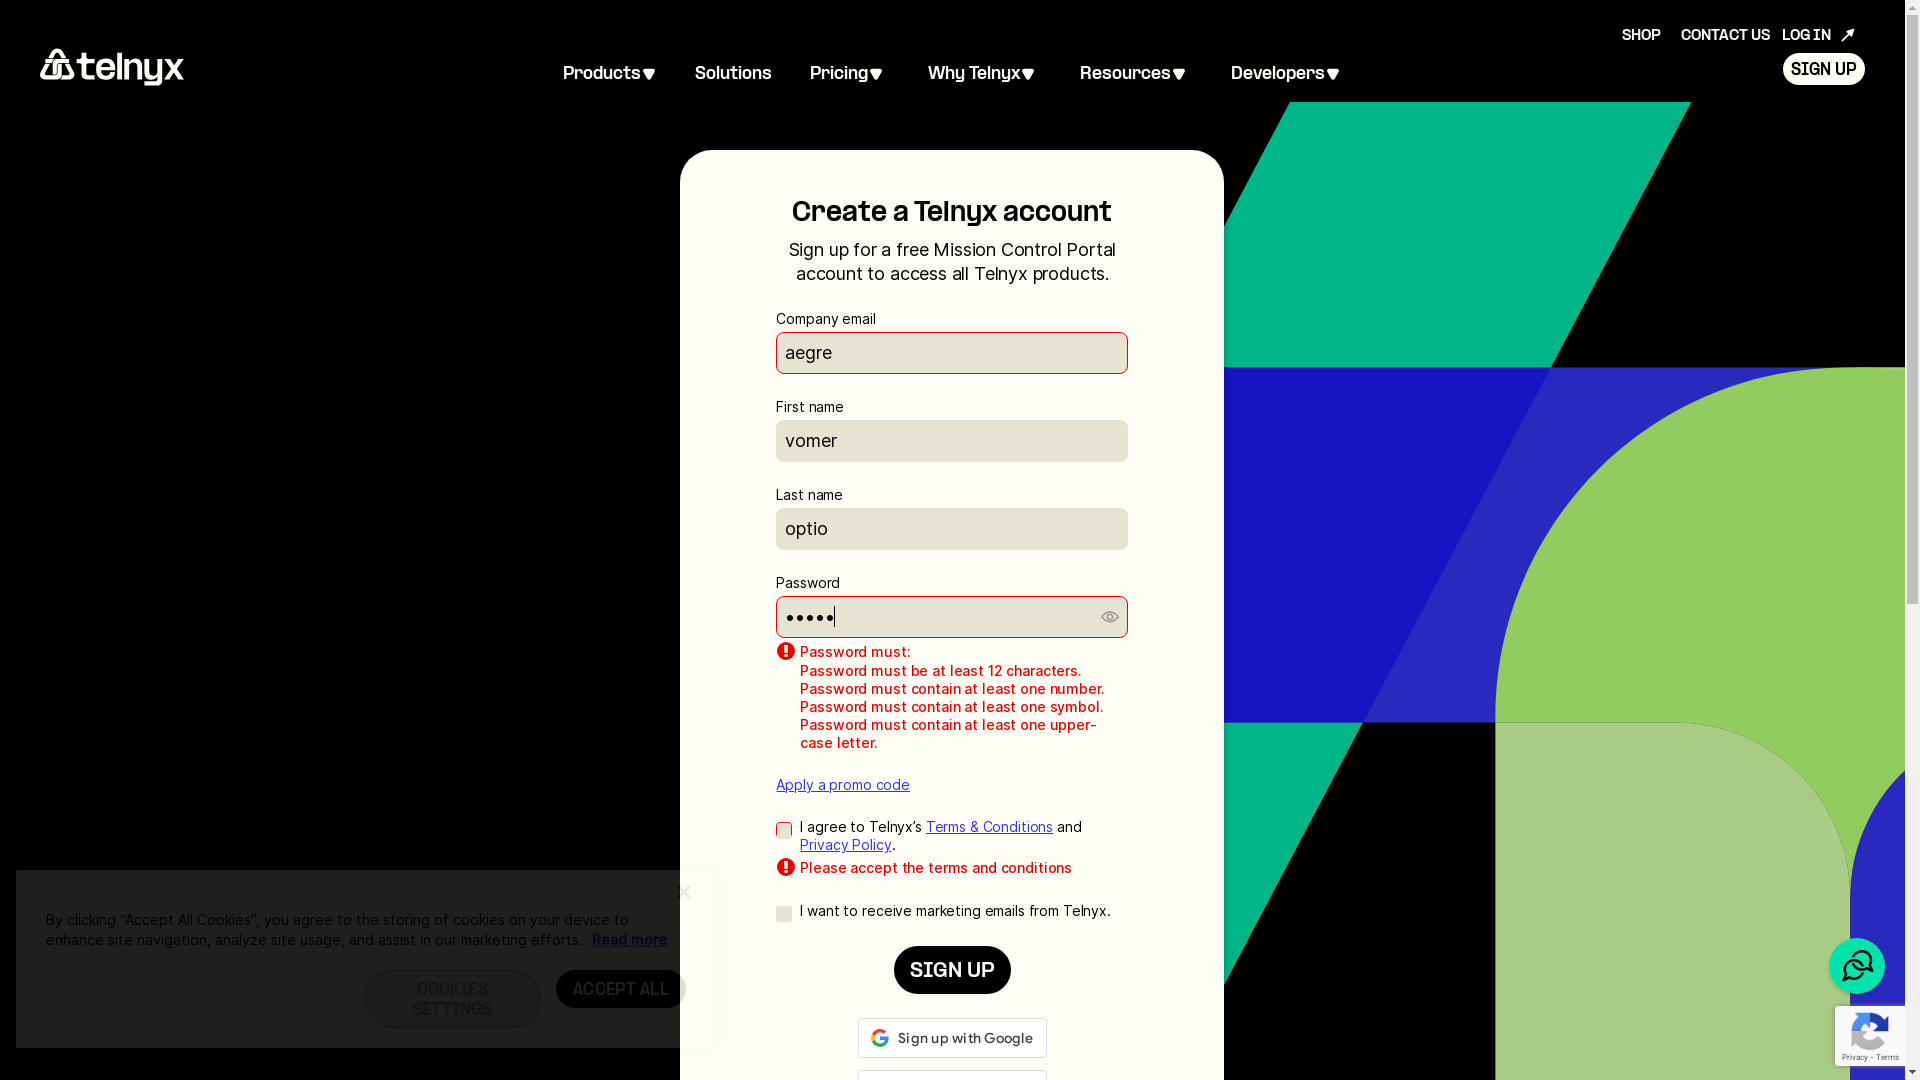 SHOP
CONTACT US
LOG IN
telnyx
Products
Solutions
Pricing
Why Telnyx
Resources
Developers
SIGN UP
Create a Telnyx account
Sign up for a free Mission Control Portal
account to access all Telnyx products.
Company email
aegre
First name
vomer
Last name
optio
Password
•••••
Password must:
Password must be at least 12 characters.
Password must contain at least one number.
Password must contain at least one symbol.
Password must contain at least one upper-
case letter.
Apply a promo code
I agree to Telnyx’s Terms & Conditions and
Privacy Policy.
Please accept the terms and conditions
I want to receive marketing emails from Telnyx.
SIGN UP
Sign up with Google
By clicking “Accept All Cookies”, you agree to the storing of cookies on your device to
enhance site navigation, analyze site usage, and assist in our marketing efforts. Read more
COOKIES
SETTINGS
ACCEPT ALL
Privacy - Terms